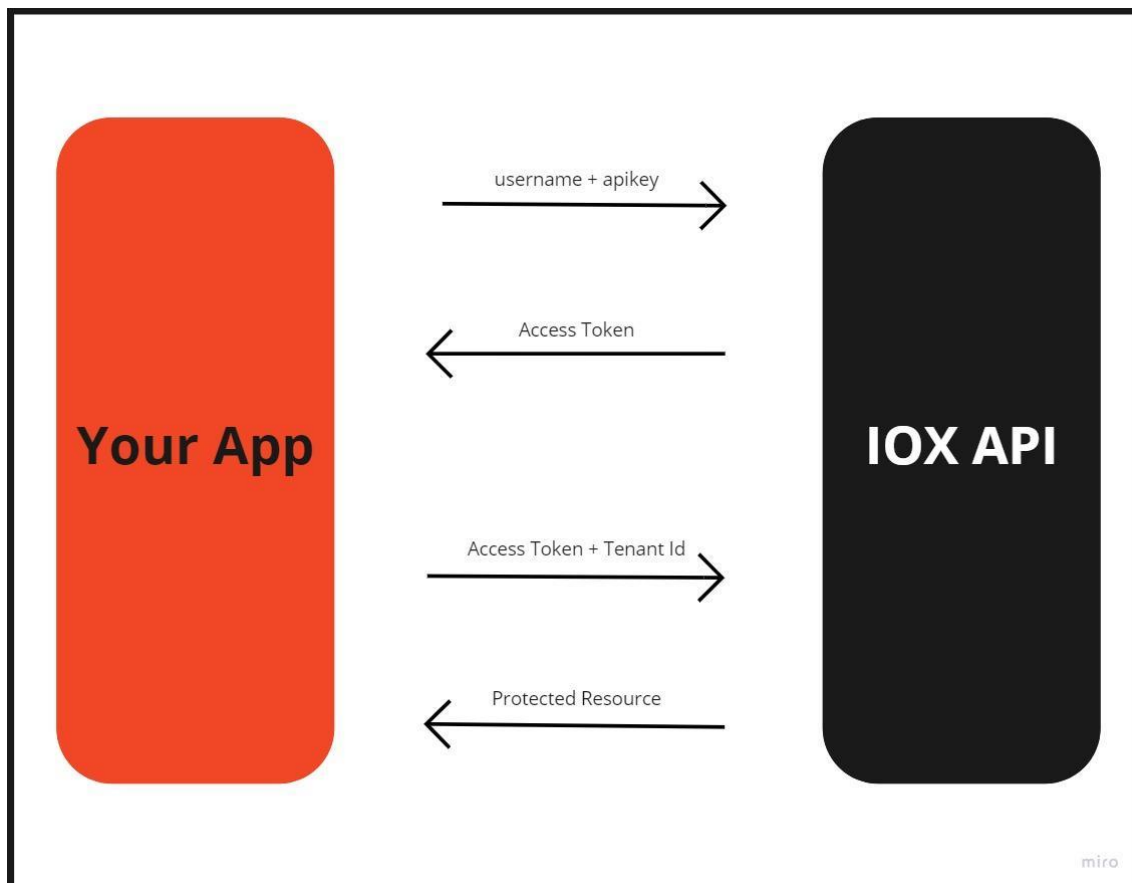 username + apikey
Access Token
Your App
IOX API
Access Token + Tenant Id
Protected Resource
miro